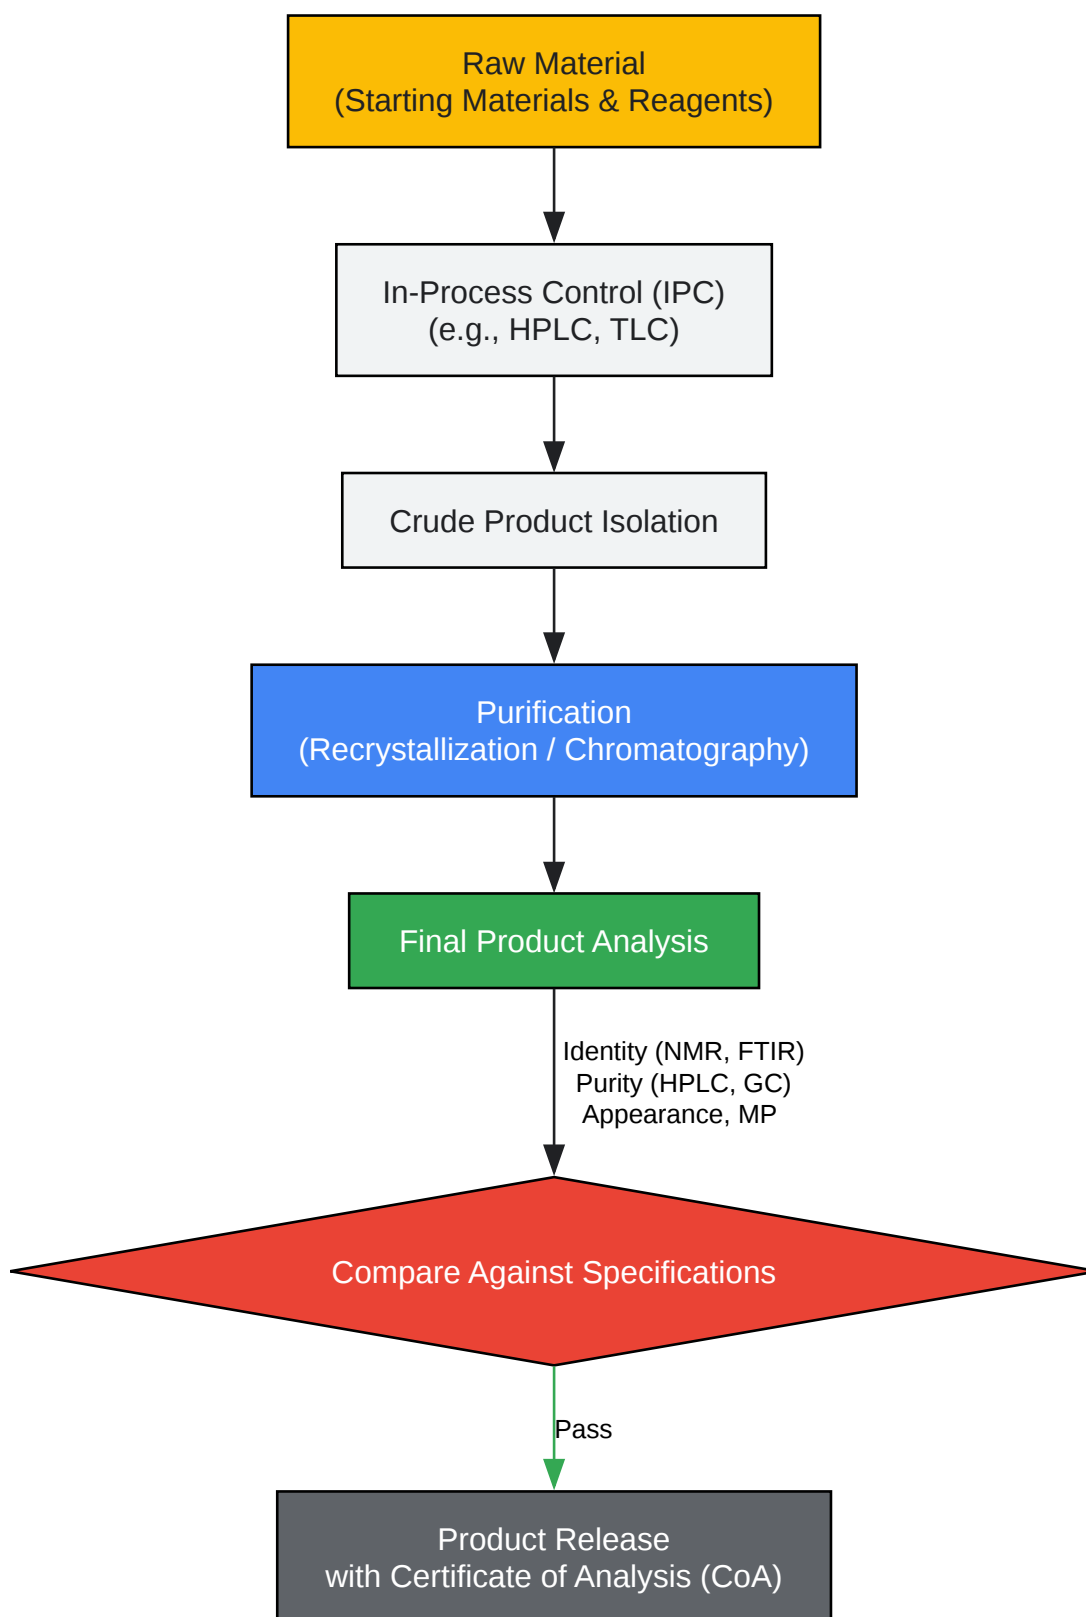 Raw Material
(Starting Materials & Reagents)
In-Process Control (IPC)
(e.g., HPLC, TLC)
Crude Product Isolation
Purification
(Recrystallization / Chromatography)
Final Product Analysis
Identity (NMR, FTIR)
Purity (HPLC, GC)
Appearance, MP
Compare Against Specifications
Pass
Product Release
with Certificate of Analysis (CoA)